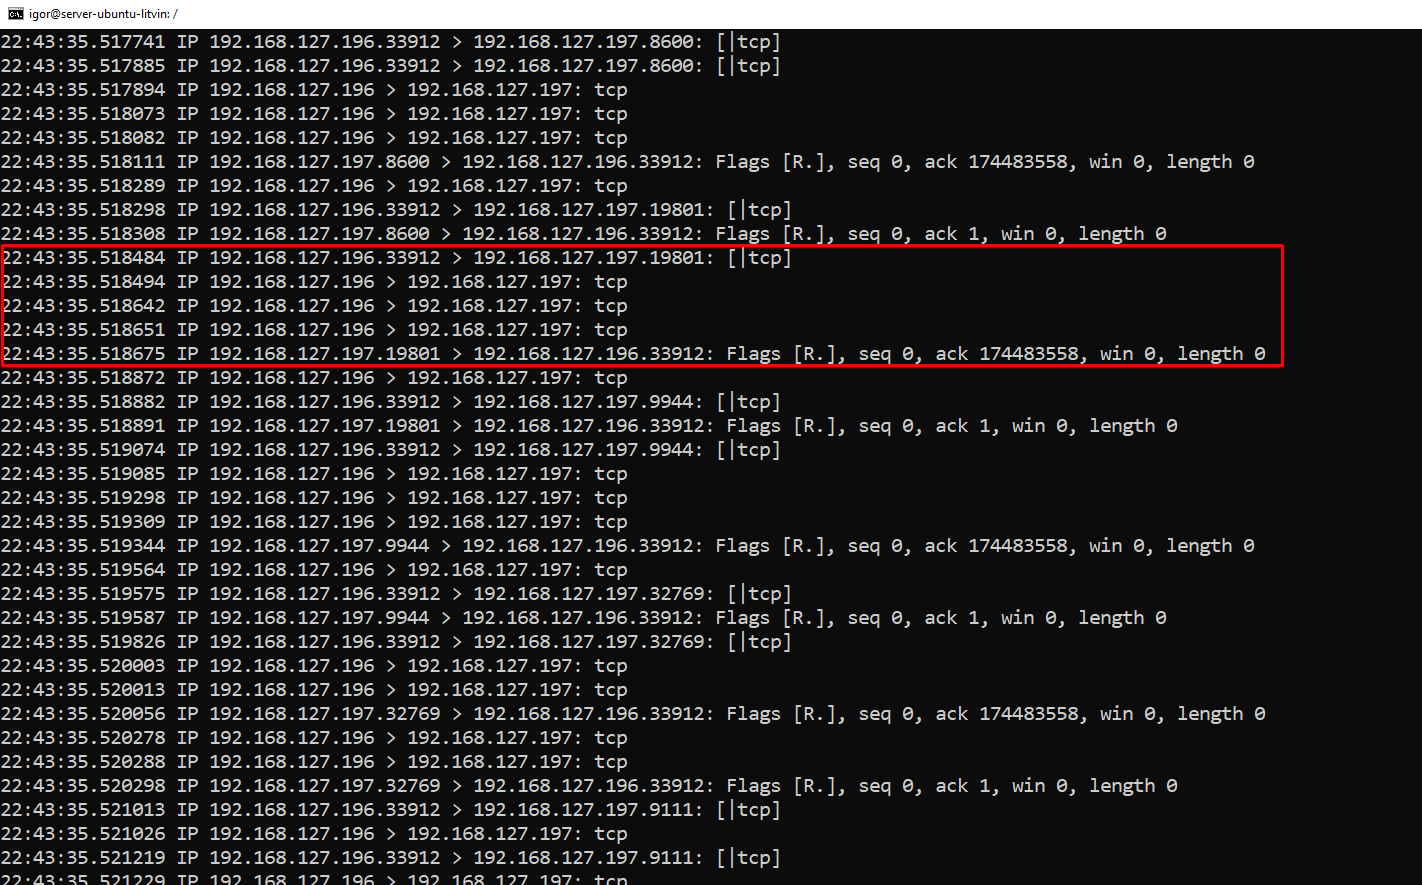 igor@server-ubuntu-litvin: /
22:43:35.517741 IP 192.168.127.196.33912 > 192.168.127.197.8600: [|tcp]
22:43:35.517885 IP 192.168.127.196.33912 > 192.168.127.197.8600: [|tcp]
22:43:35.517894 IP 192.168.127.196 > 192.168.127.197: tcp
22:43:35.518073 IP 192.168.127.196 > 192.168.127.197: tcp
22:43:35.518082 IP 192.168.127.196 > 192.168.127.197: tcp
22:43:35.518111 IP 192.168.127.197.8600 > 192.168.127.196.33912: Flags [R.], seq 0, ack 174483558, win 0, length 0
22:43:35.518289 IP 192.168.127.196 > 192.168.127.197: tcp
22:43:35.518298 IP 192.168.127.196.33912 > 192.168.127.197.19801: [|tcp]
22:43:35.518308 IP 192.168.127.197.8600 > 192.168.127.196.33912: Flags [R.], seq 0, ack 1, win 0, length 0
22:43:35.518484 IP 192.168.127.196.33912 > 192.168.127.197.19801: [|tcp]
22:43:35.518494 IP 192.168.127.196 > 192.168.127.197: tcp
22:43:35.518642 IP 192.168.127.196 > 192.168.127.197: tcp
22:43:35.518651 IP 192.168.127.196 > 192.168.127.197: tcp
22:43:35.518675 IP 192.168.127.197.19801 > 192.168.127.196.33912: Flags [R.], seq 0, ack 174483558, win 0, length 0
22:43:35.518872 IP 192.168.127.196 > 192.168.127.197: tcp
22:43:35.518882 IP 192.168.127.196.33912 > 192.168.127.197.9944: [|tcp]
22:43:35.518891 IP 192.168.127.197.19801 > 192.168.127.196.33912: Flags [R.], seq 0, ack 1, win 0, length 0
22:43:35.519074 IP 192.168.127.196.33912 > 192.168.127.197.9944: [|tcp]
22:43:35.519085 IP 192.168.127.196 > 192.168.127.197: tcp
22:43:35.519298 IP 192.168.127.196 > 192.168.127.197: tcp
22:43:35.519309 IP 192.168.127.196 > 192.168.127.197: tcp
22:43:35.519344 IP 192.168.127.197.9944 > 192.168.127.196.33912: Flags [R.], seq 0, ack 174483558, win 0, length 0
22:43:35.519564 IP 192.168.127.196 > 192.168.127.197: tcp
22:43:35.519575 IP 192.168.127.196.33912 > 192.168.127.197.32769: [|tcp]
22:43:35.519587 IP 192.168.127.197.9944 > 192.168.127.196.33912: Flags [R.], seq 0, ack 1, win 0, length 0
22:43:35.519826 IP 192.168.127.196.33912 > 192.168.127.197.32769: [|tcp]
22:43:35.520003 IP 192.168.127.196 > 192.168.127.197: tcp
22:43:35.520013 IP 192.168.127.196 > 192.168.127.197: tcp
22:43:35.520056 IP 192.168.127.197.32769 > 192.168.127.196.33912: Flags [R.], seq 0, ack 174483558, win 0, length 0
22:43:35.520278 IP 192.168.127.196 > 192.168.127.197: tcp
22:43:35.520288 IP 192.168.127.196 > 192.168.127.197: tcp
22:43:35.520298 IP 192.168.127.197.32769 > 192.168.127.196.33912: Flags [R.], seq 0, ack 1, win 0, length 0
22:43:35.521013 IP 192.168.127.196.33912 > 192.168.127.197.9111: [|tcp]
22:43:35.521026 IP 192.168.127.196 > 192.168.127.197: tcp
22:43:35.521219 IP 192.168.127.196.33912 > 192.168.127.197.9111: [|tcp]
22:43:35.521229 IP 192.168.127.196 > 192.168.127.197: tcp